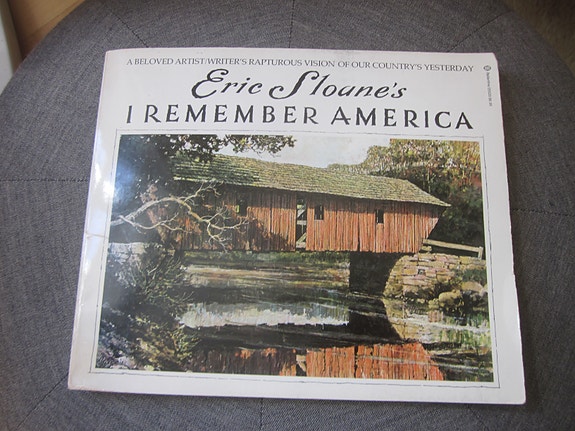 A BELOVED ARTIST/WRITER'S RAPTUROUS VISION OF OUR COUNTRY'S YESTERDAY
Eric Sloane's
I REMEMBER AMERICA